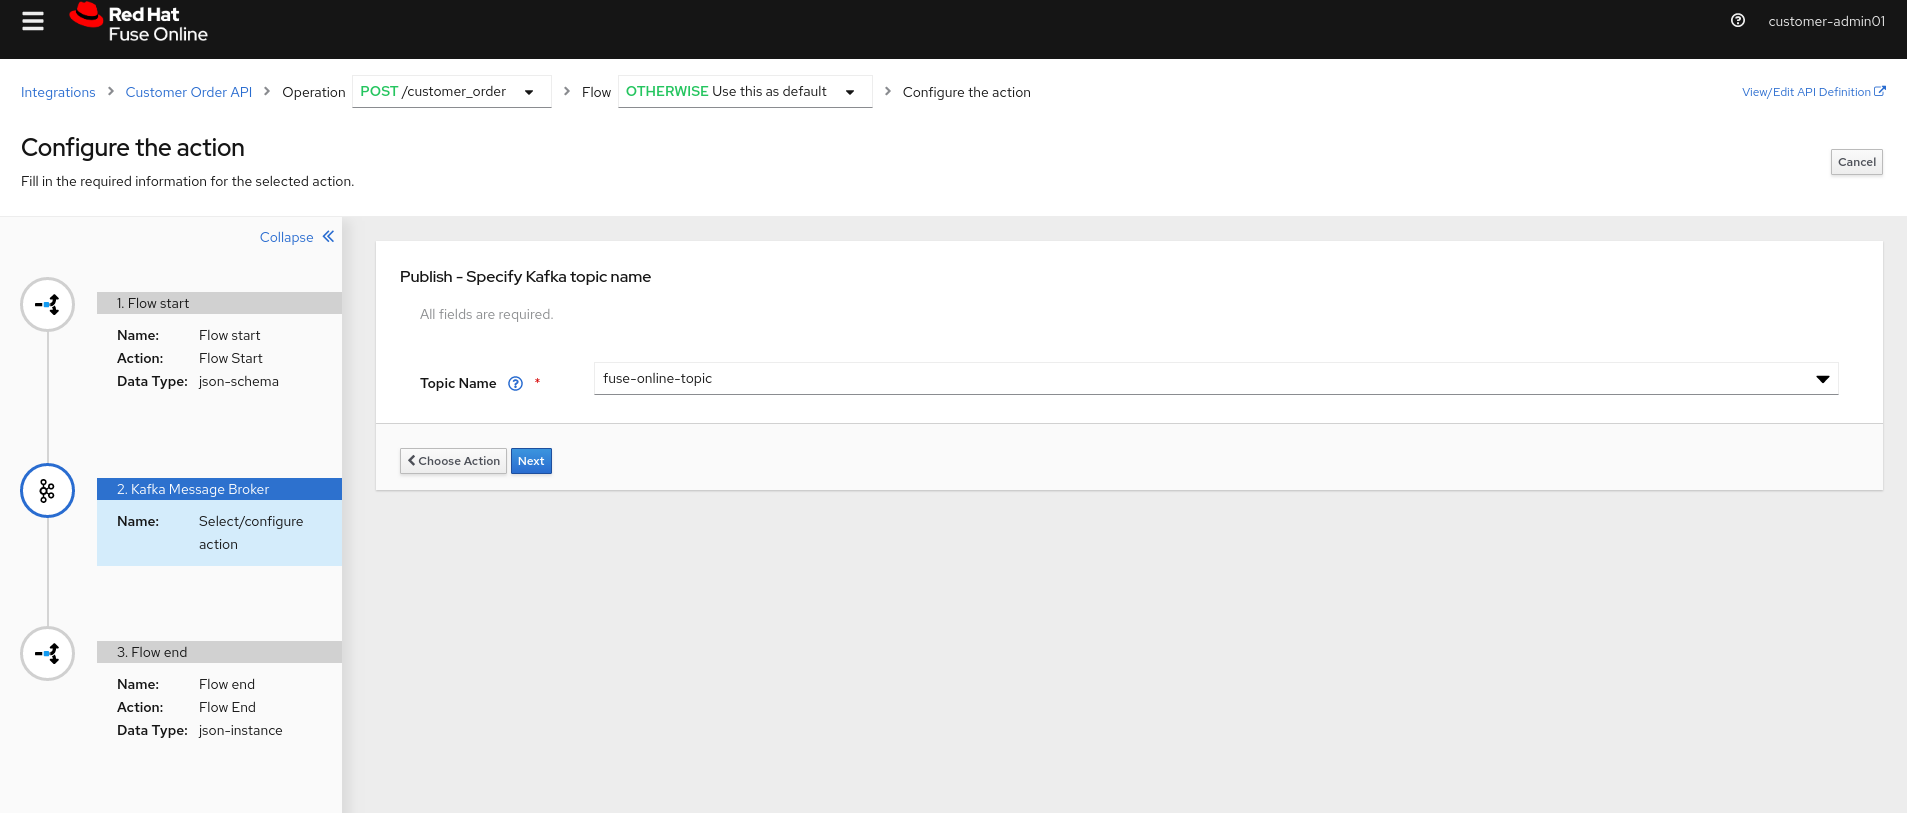 Red Hat
Fuse Online
customer-admin01
Integrations > Customer Order API > Operation POST /customer_order > Flow OTHERWISE Use this as default > Configure the action
View/Edit API Definition
Configure the action
Fill in the required information for the selected action.
Cancel
Collapse
1. Flow start
Name: Flow start
Action: Flow Start
Data Type: json-schema
2. Kafka Message Broker
Name: Select/configure
action
3. Flow end
Name: Flow end
Action: Flow End
Data Type: json-instance
Publish - Specify Kafka topic name
All fields are required.
Topic Name * fuse-online-topic
Choose Action
Next